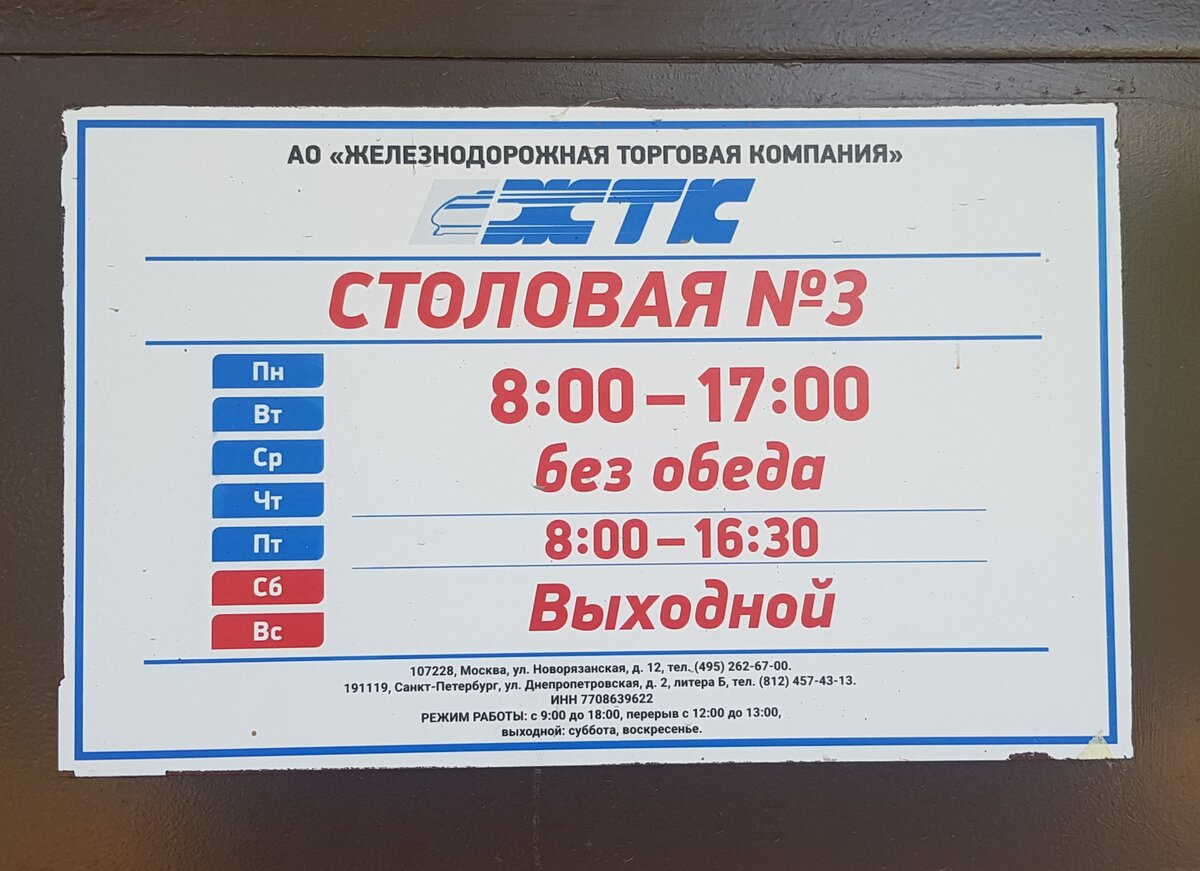 АО «ЖЕЛЕЗНОДОРОЖНАЯ ТОРГОВАЯ КОМПАНИЯ»
ЖТК
СТОЛОВАЯ №3
Пн
Вт
Ср
Чт
8:00 – 17:00
без обеда
Пт
8:00 – 16:30
Сб
Вс
Выходной
107228, Москва, ул. Новорязанская, д. 12, тел. (495) 262-67-00.
191119, Санкт-Петербург, ул. Днепропетровская, д. 2, литера Б, тел. (812) 457-43-13.
ИНН 7708639622
РЕЖИМ РАБОТЫ: с 9:00 до 18:00, перерыв с 12:00 до 13:00,
выходной: суббота, воскресенье.